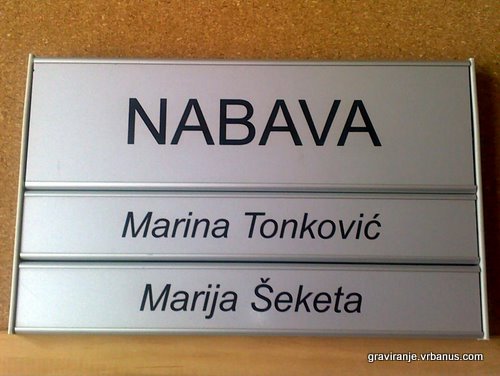 NABAVA
Marina Tonković
Marija Šeketa
graviranje.vrbanus.com